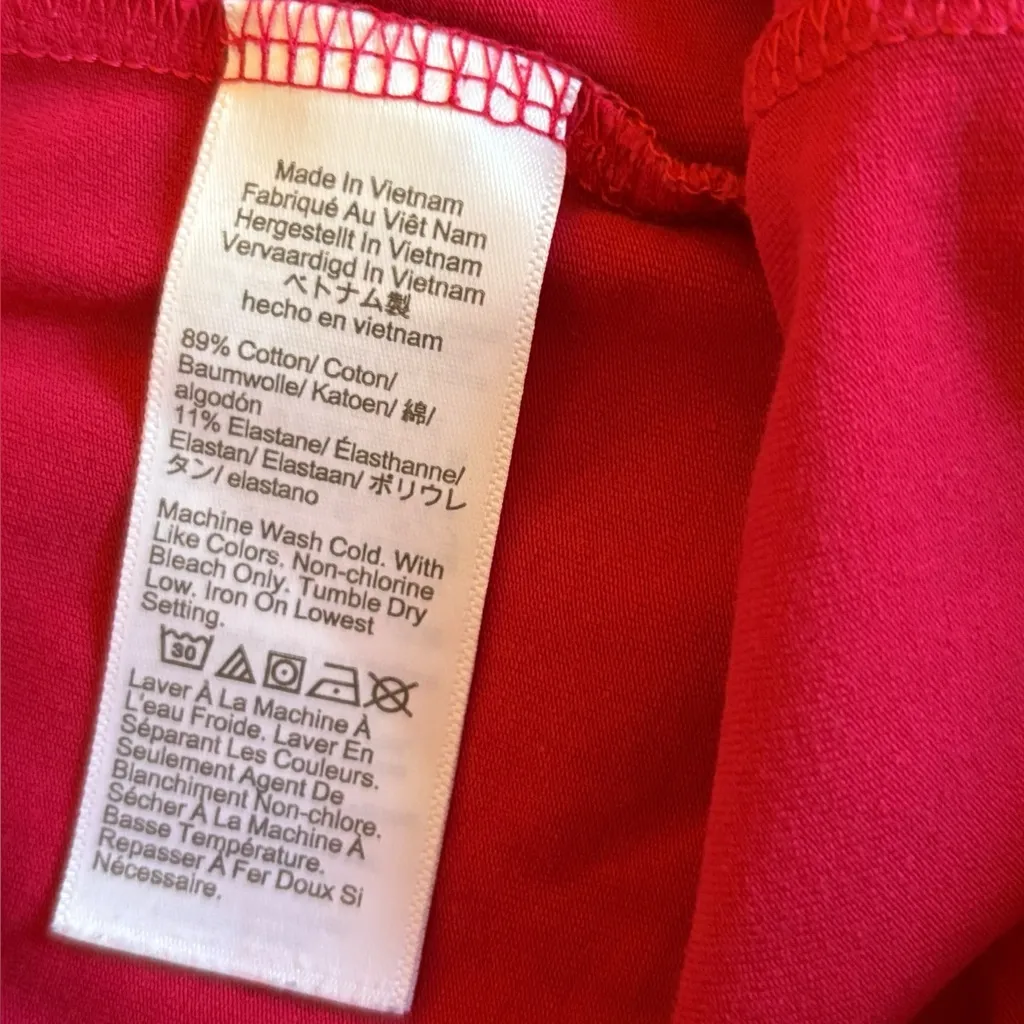 Made In Vietnam
Fabriqué Au Viêt Nam
Hergestellt In Vietnam
Vervaardigd In Vietnam
ベトナム製
hecho en vietnam
89% Cotton/ Coton/
Baumwolle/ Katoen/ 綿/
algodón
11% Elastane/ Élasthanne/
Elastan/ Elastaan/ ポリウレ
タン/ elastano
Machine Wash Cold. With
Like Colors. Non-chlorine
Bleach Only. Tumble Dry
Low. Iron On Lowest
Setting.
30
Laver À La Machine À
L'eau Froide. Laver En
Séparant Les Couleurs.
Seulement Agent De
Blanchiment Non-chlore.
Sécher À La Machine À
Basse Température.
Repasser À Fer Doux Si
Nécessaire.